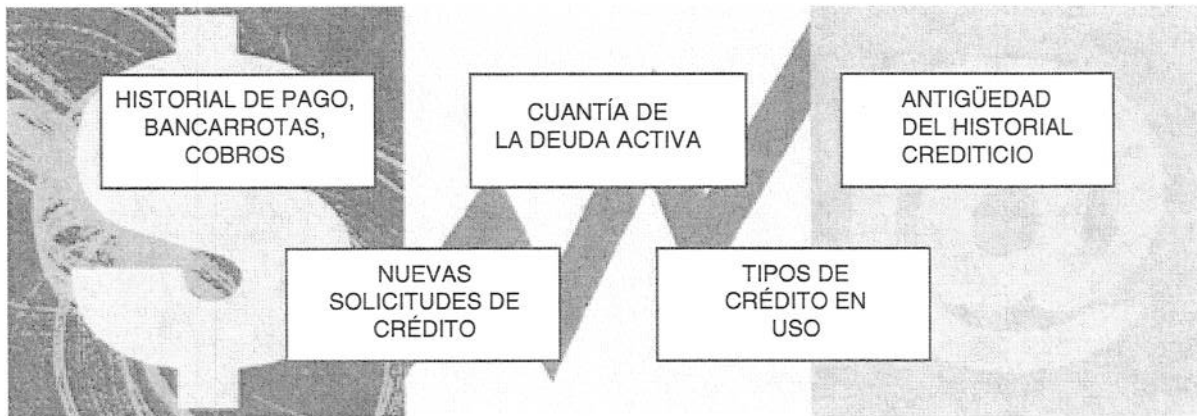 HISTORIAL DE PAGO,
BANCARROTAS,
COBROS
CUANTÍA DE
LA DEUDA ACTIVA
ANTIGÜEDAD
DEL HISTORIAL
CREDITICIO
NUEVAS
SOLICITUDES DE
CRÉDITO
TIPOS DE
CRÉDITO EN
USO